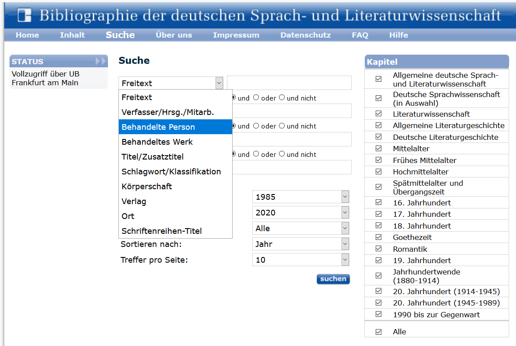 Bibliographie der deutschen Sprach- und Literaturwissenschaft
Home Inhalt Suche Über uns Impressum Datenschutz FAQ Hilfe
STATUS
Vollzugriff über UB
Frankfurt am Main
Suche
Freitext
Freitext
Verfasser/Hrsg./Mitarb.
und oder und nicht
Behandelte Person
Behandeltes Werk
und oder und nicht
Titel/Zusatztitel
und oder und nicht
Schlagwort/Klassifikation
Körperschaft
Verlag
Ort
Schriftenreihen-Titel
1985
2020
Alle
Sortieren nach: Jahr
Treffer pro Seite: 10
suchen
Kapitel
Allgemeine deutsche Sprach-
und Literaturwissenschaft
Deutsche Sprachwissenschaft
(in Auswahl)
Literaturwissenschaft
Allgemeine Literaturgeschichte
Deutsche Literaturgeschichte
Mittelalter
Frühes Mittelalter
Hochmittelalter
Spätmittelalter und
Übergangszeit
16. Jahrhundert
17. Jahrhundert
18. Jahrhundert
Goethezeit
Romantik
19. Jahrhundert
Jahrhundertwende
(1880-1914)
20. Jahrhundert (1914-1945)
20. Jahrhundert (1945-1989)
1990 bis zur Gegenwart
Alle